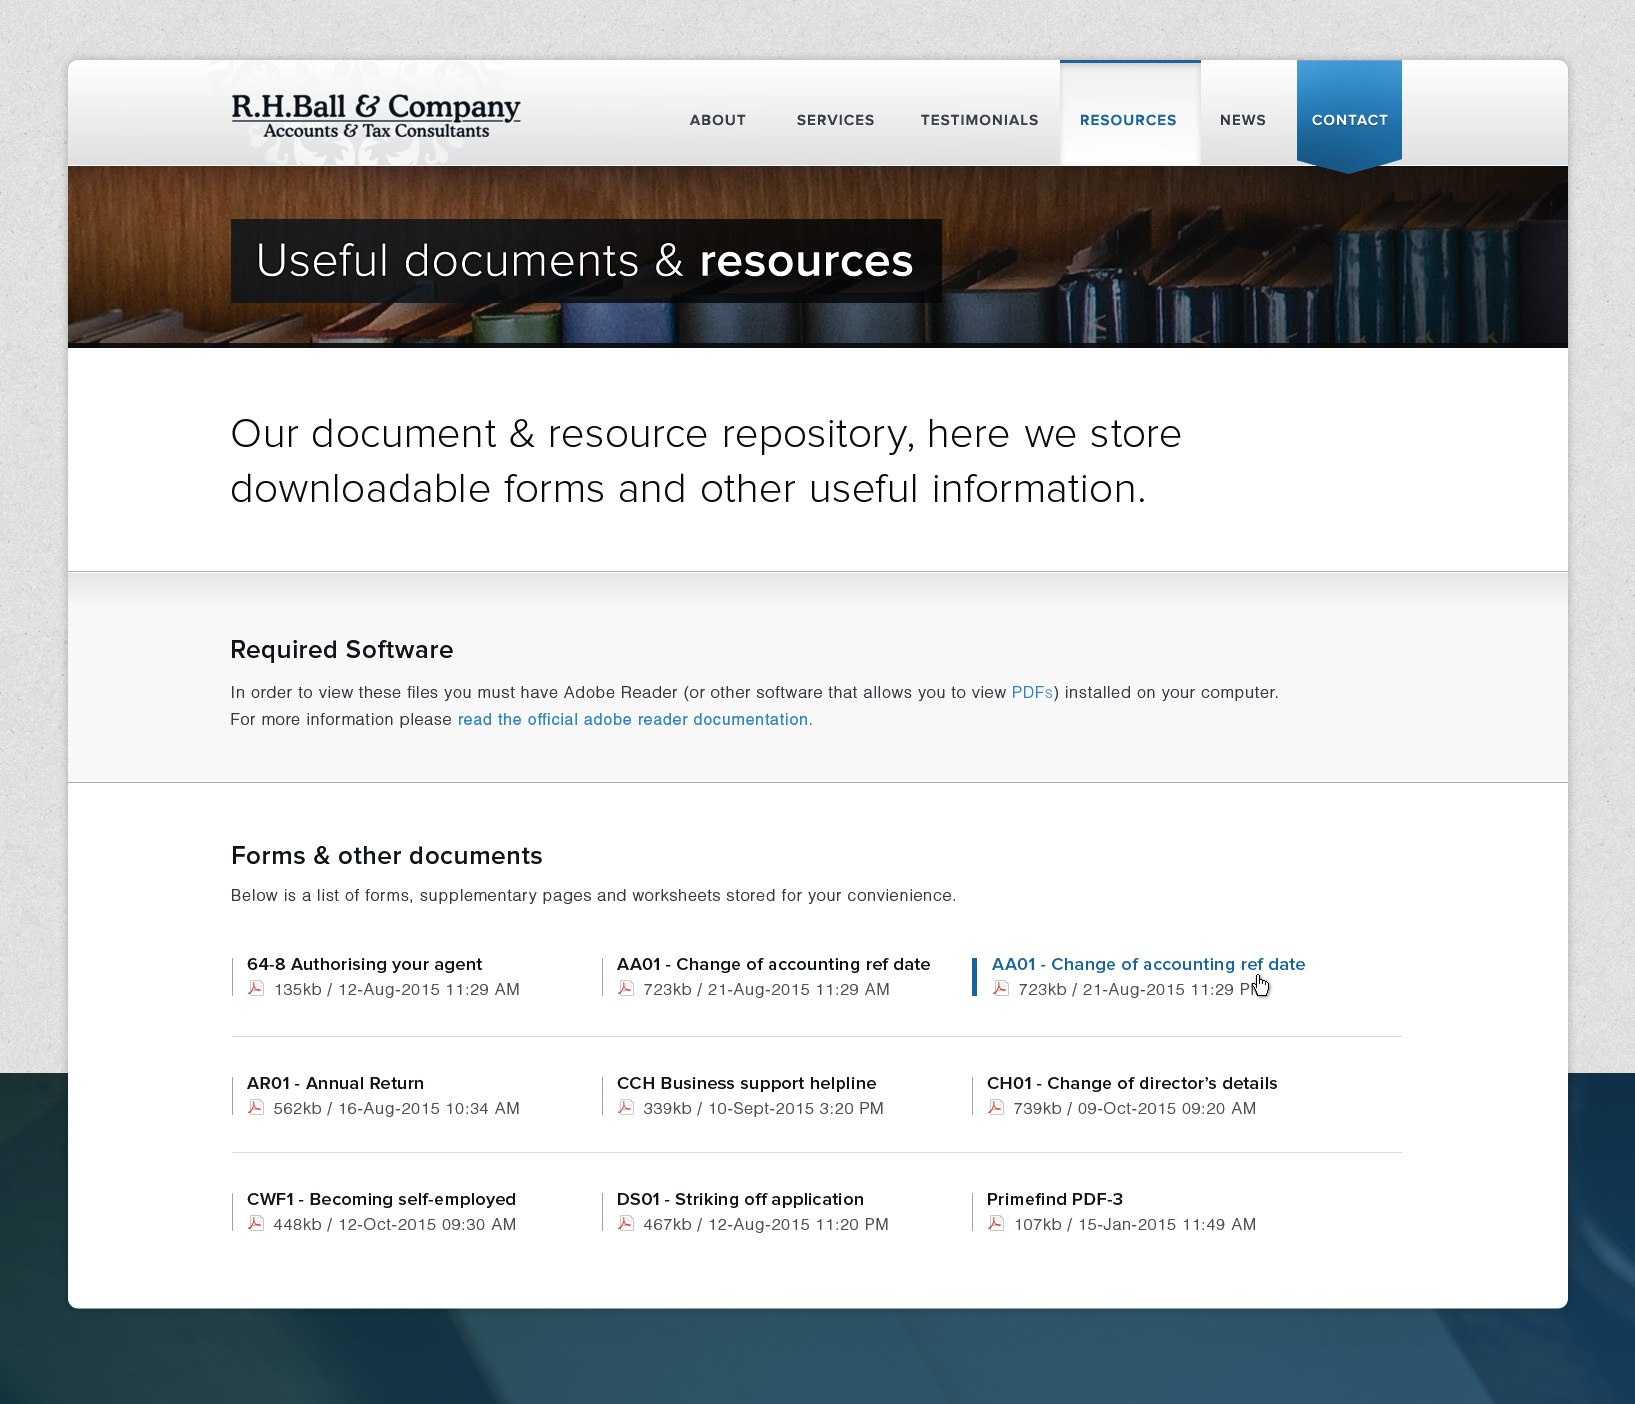 R.H.Ball & Company
Accounts & Tax Consultants
ABOUT SERVICES TESTIMONIALS RESOURCES NEWS CONTACT
Useful documents & resources
Our document & resource repository, here we store
downloadable forms and other useful information.
Required Software
In order to view these files you must have Adobe Reader (or other software that allows you to view PDFs) installed on your computer.
For more information please read the official adobe reader documentation.
Forms & other documents
Below is a list of forms, supplementary pages and worksheets stored for your convienience.
64-8 Authorising your agent
135kb / 12-Aug-2015 11:29 AM
AA01 - Change of accounting ref date
723kb / 21-Aug-2015 11:29 AM
AA01 - Change of accounting ref date
723kb / 21-Aug-2015 11:29 PM
AR01 - Annual Return
562kb / 16-Aug-2015 10:34 AM
CCH Business support helpline
339kb / 10-Sept-2015 3:20 PM
CH01 - Change of director’s details
739kb / 09-Oct-2015 09:20 AM
CWF1 - Becoming self-employed
448kb / 12-Oct-2015 09:30 AM
DS01 - Striking off application
467kb / 12-Aug-2015 11:20 PM
Primefind PDF-3
107kb / 15-Jan-2015 11:49 AM